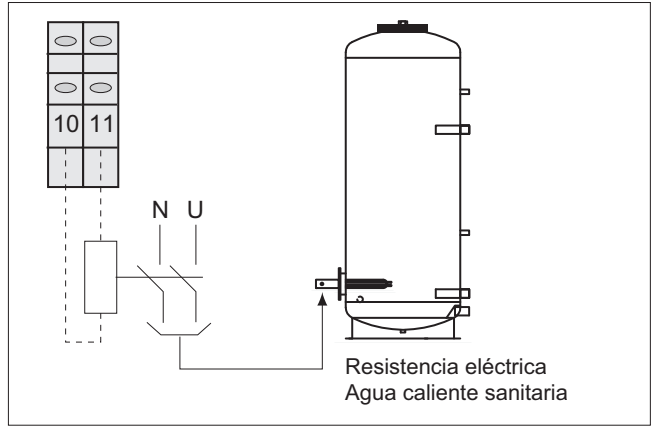 10 11
N U
Resistencia eléctrica
Agua caliente sanitaria